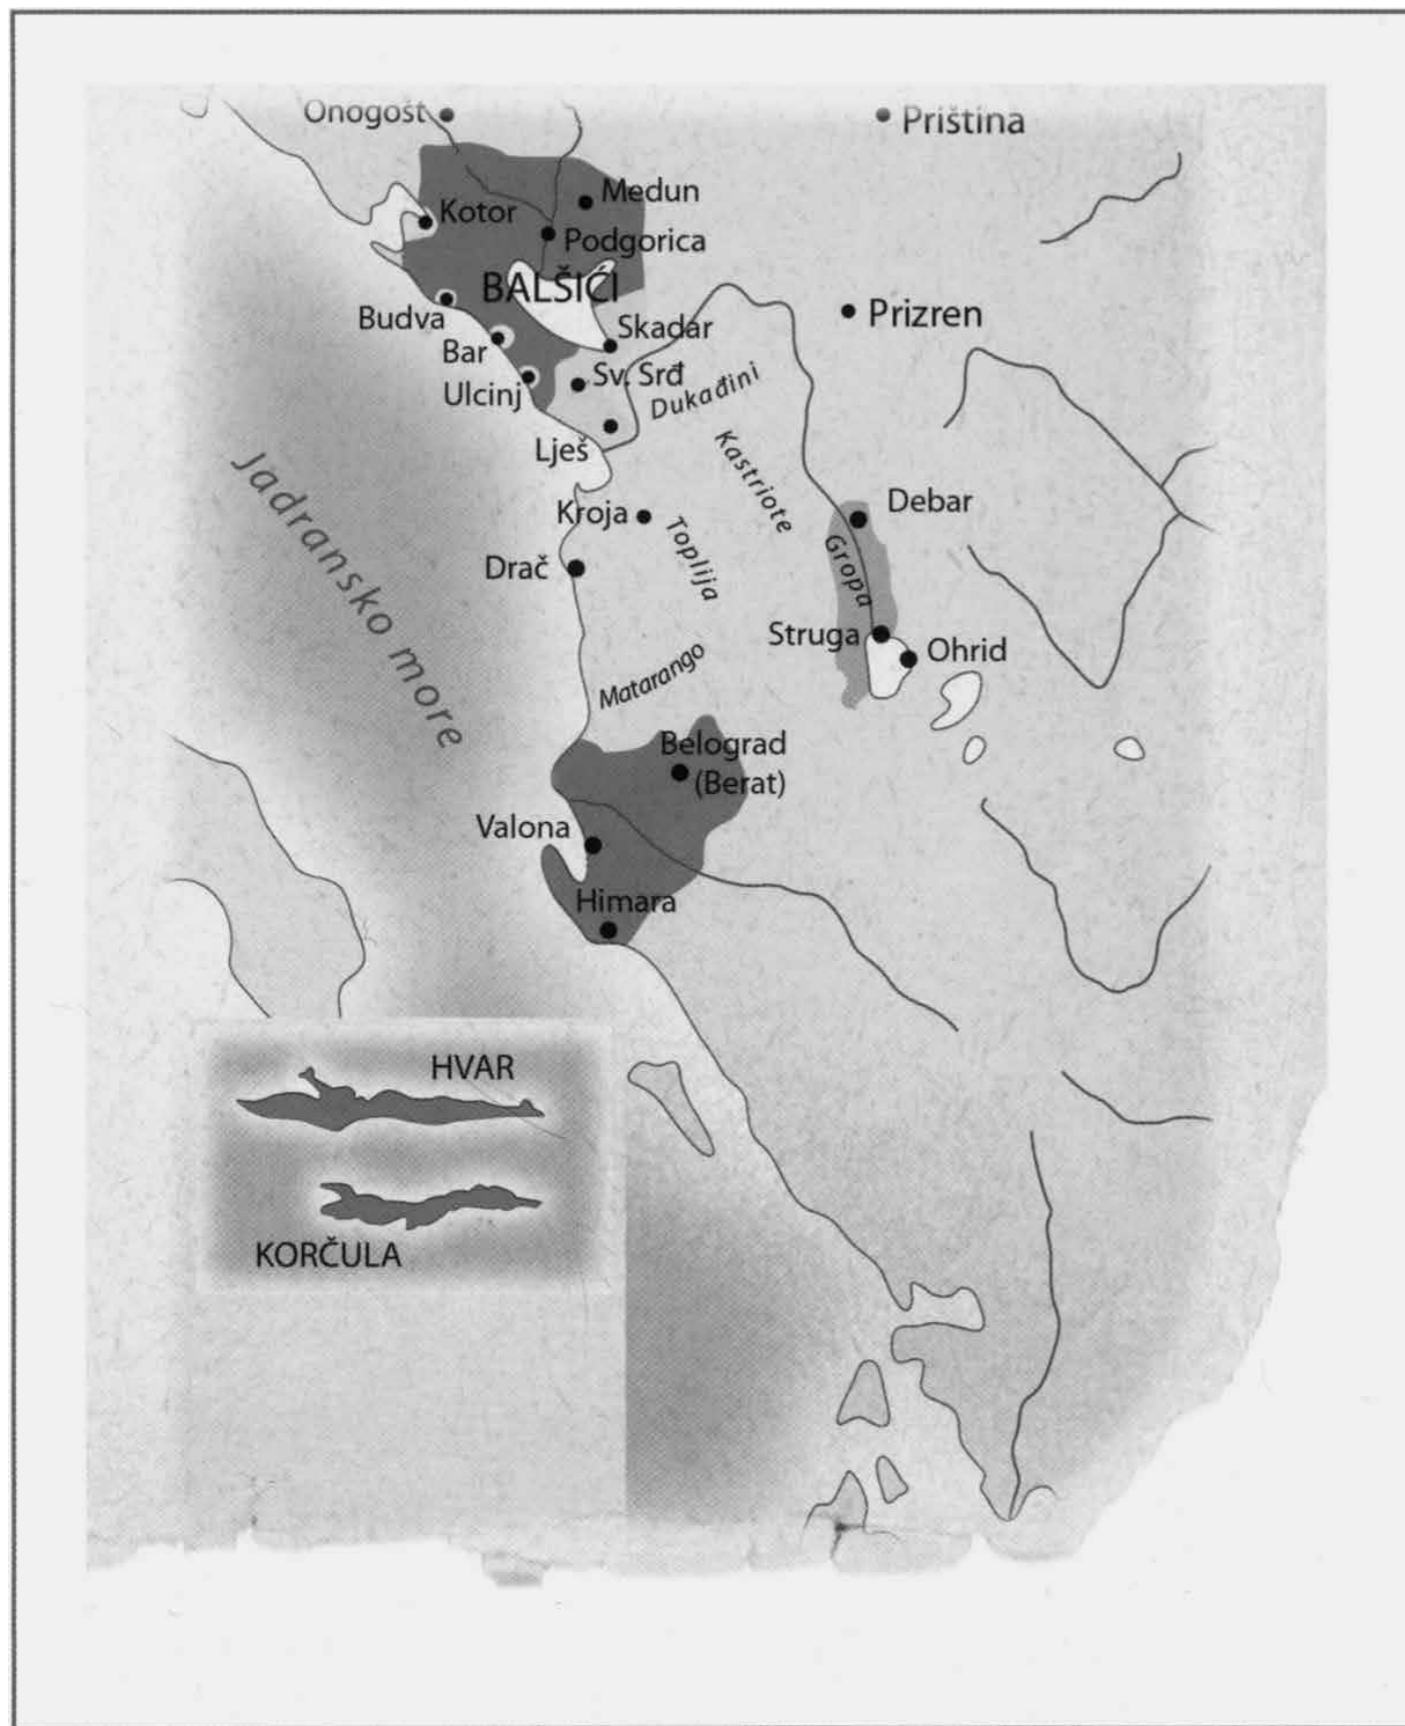 Onogošt
Priština
Medun
Kotor
Podgorica
BALŠIĆI
Prizren
Budva
Skadar
Bar
Sv. Srđ
Ulcinj
Dukađini
Lješ
Kastriote
Jadransko more
Debar
Kroja
Toplija
Gropa
Drač
Struga
Ohrid
Matarango
Belograd
(Berat)
Valona
Himara
HVAR
KORČULA